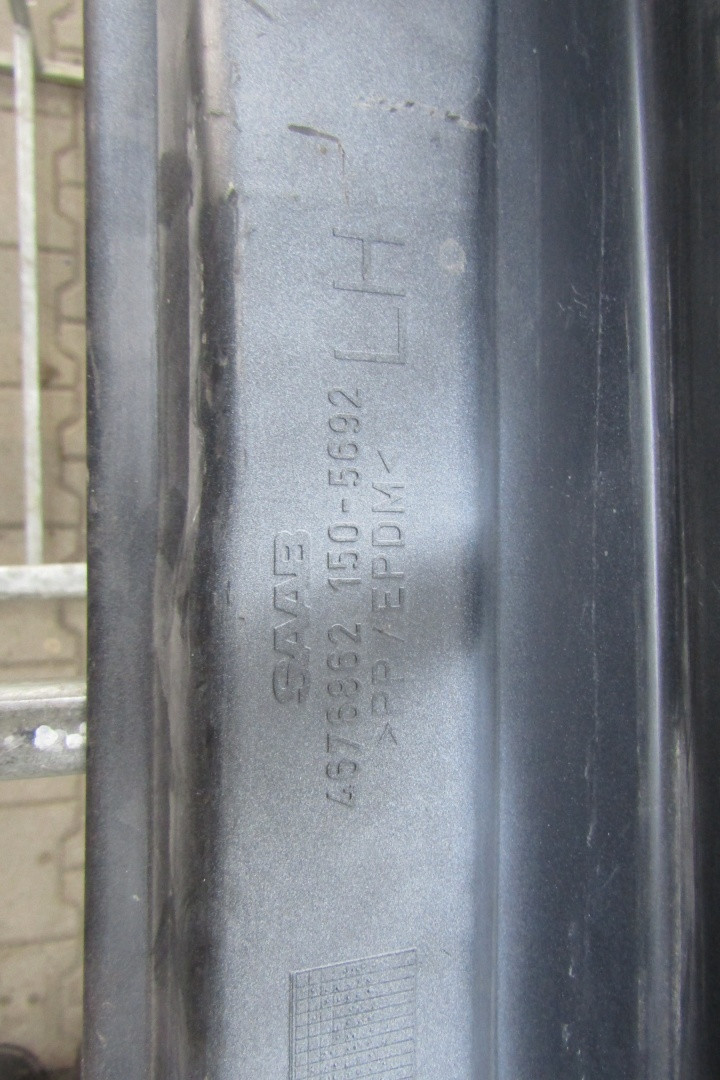 SAAB
4676862 150-5692
>PP/EPDM<
LH